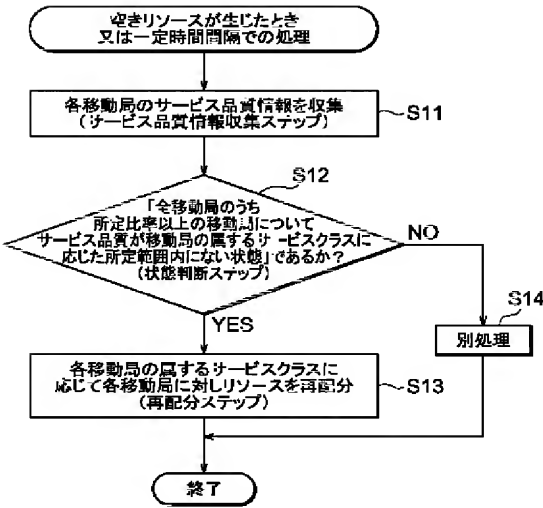 空きリソースが生じたとき
又は一定時間間隔での処理
各移動局のサービス品質情報を収集
(サービス品質情報収集ステップ)
S11
S12
「全移動局のうち
所定比率以上の移動局について
サービス品質が移動局の属するサービスクラスに
応じた所定範囲内にない状態」であるか?
(状態判断ステップ)
NO
YES
S14
別処理
各移動局の属するサービスクラスに
応じて各移動局に対しリソースを再配分
(再配分ステップ)
S13
終了